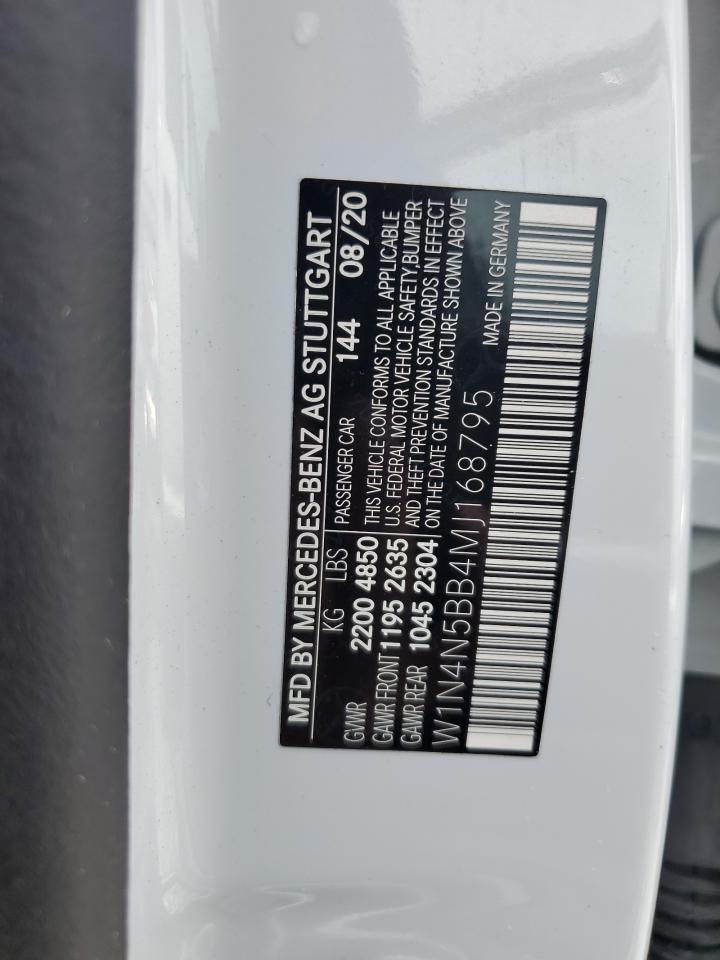 MFD BY MERCEDES-BENZ AG STUTTGART
KG LBS PASSENGER CAR 144 08/20
GVWR 2200 4850 THIS VEHICLE CONFORMS TO ALL APPLICABLE
GAWR FRONT 1195 2635 U.S. FEDERAL MOTOR VEHICLE SAFETY,BUMPER
GAWR REAR 1045 2304 AND THEFT PREVENTION STANDARDS IN EFFECT
ON THE DATE OF MANUFACTURE SHOWN ABOVE
W1N4N5BB4MJ168795 MADE IN GERMANY